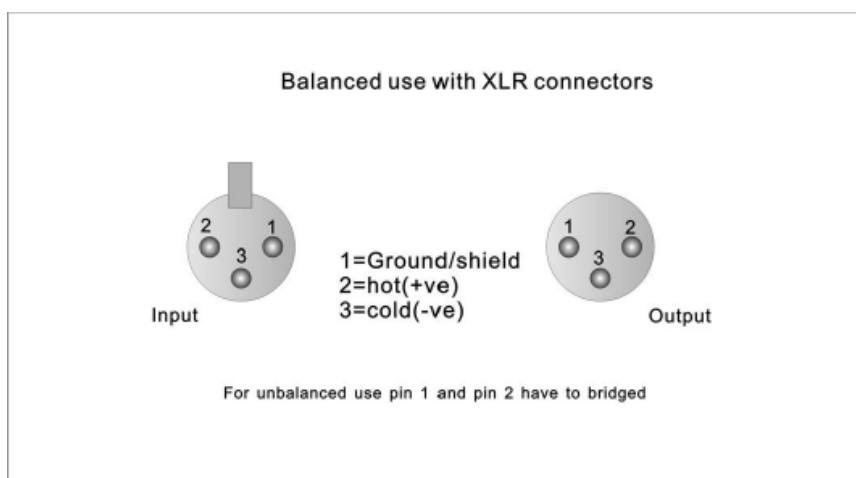 Balanced use with XLR connectors
2
1
3
1
2
3
1=Ground/shield
2=hot(+ve)
3=cold(-ve)
Input
Output
For unbalanced use pin 1 and pin 2 have to bridged